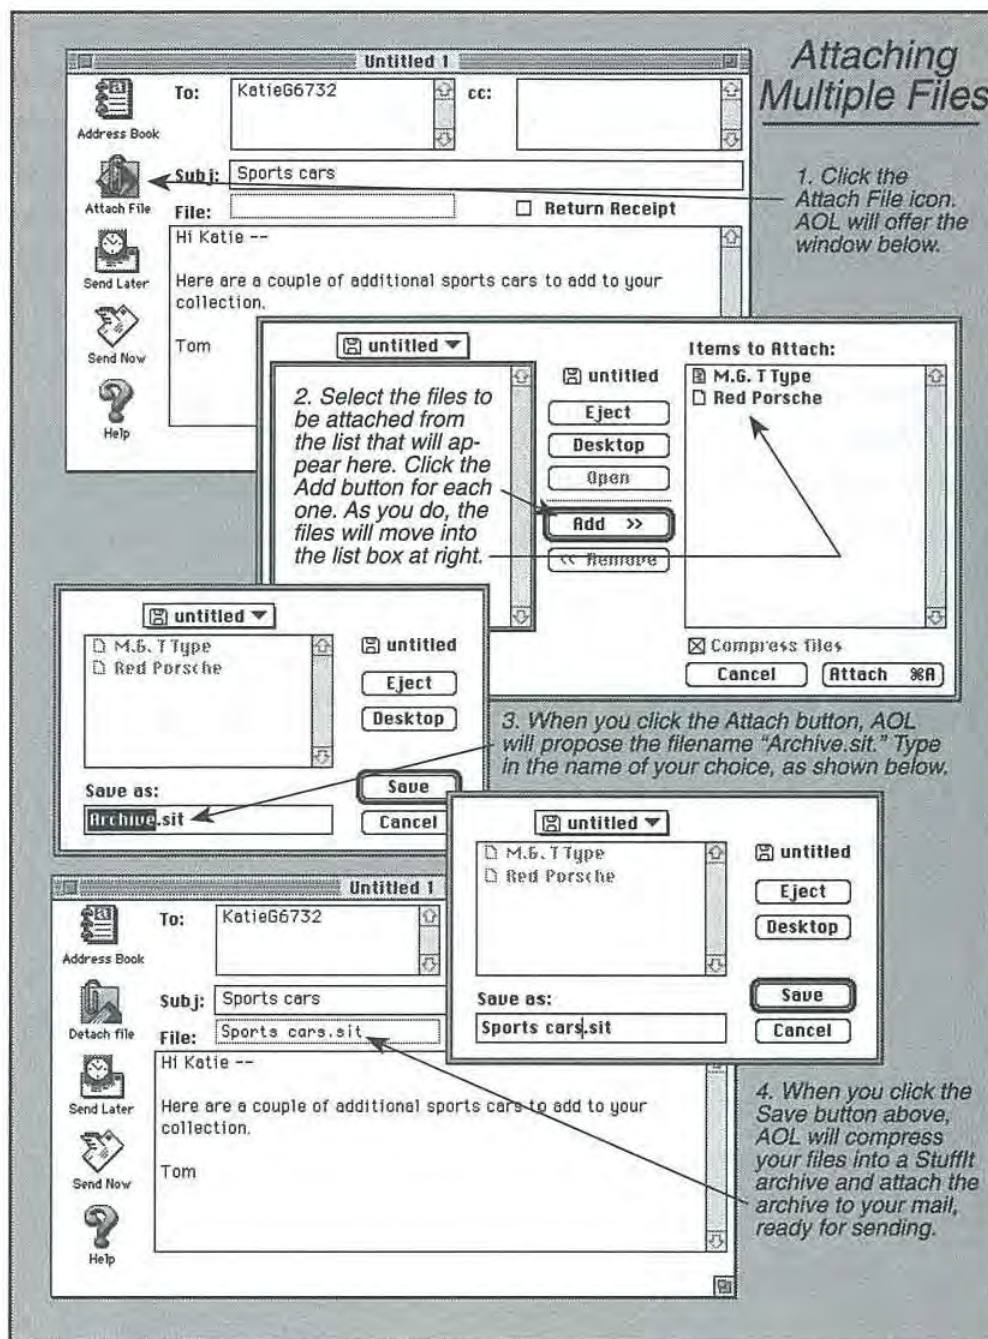 Attaching
Multiple Files
Untitled 1
Address Book
To:
KatieG6732
cc:
Attach File
Subj:
Sports cars
File:
Return Receipt
Send Later
Send Now
Help
Hi Katie --
Here are a couple of additional sports cars to add to your
collection.
Tom
1. Click the
Attach File icon.
AOL will offer the
window below.
untitled
2. Select the files to
be attached from
the list that will ap-
pear here. Click the
Add button for each
one. As you do, the
files will move into
the list box at right.
untitled
Eject
Desktop
Open
Add >>
<< Remove
Items to Attach:
M.G. T Type
Red Porsche
Compress files
Cancel
Attach ⌘A
untitled
M.G. T Type
Red Porsche
untitled
Eject
Desktop
Save as:
Archive.sit
Save
Cancel
3. When you click the Attach button, AOL
will propose the filename “Archive.sit.” Type
in the name of your choice, as shown below.
untitled
M.G. T Type
Red Porsche
untitled
Eject
Desktop
Save as:
Sports cars.sit
Save
Cancel
Untitled 1
Address Book
To:
KatieG6732
Detach file
Subj:
Sports cars
File:
Sports cars.sit
Send Later
Send Now
Help
Hi Katie --
Here are a couple of additional sports cars to add to your
collection.
Tom
4. When you click the
Save button above,
AOL will compress
your files into a StuffIt
archive and attach the
archive to your mail,
ready for sending.